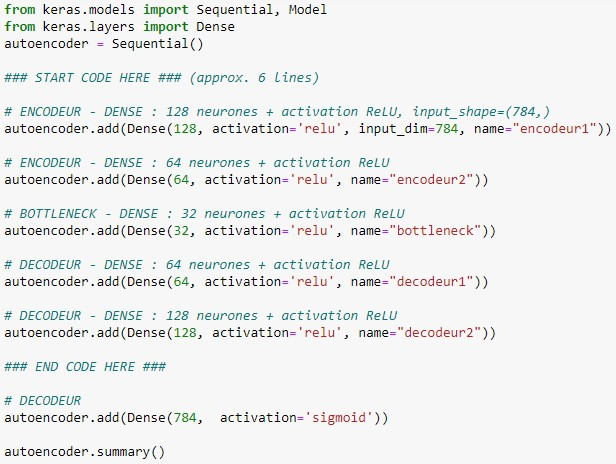 from keras.models import Sequential, Model
from keras.layers import Dense
autoencoder = Sequential()
### START CODE HERE ### (approx. 6 lines)
# ENCODEUR - DENSE : 128 neurones + activation ReLU, input_shape=(784,)
autoencoder.add(Dense(128, activation='relu', input_dim=784, name="encodeur1"))
# ENCODEUR - DENSE : 64 neurones + activation ReLU
autoencoder.add(Dense(64, activation='relu', name="encodeur2"))
# BOTTLENECK - DENSE : 32 neurones + activation ReLU
autoencoder.add(Dense(32, activation='relu', name="bottleneck"))
# DECODEUR - DENSE : 64 neurones + activation ReLU
autoencoder.add(Dense(64, activation='relu', name="decodeur1"))
# DECODEUR - DENSE : 128 neurones + activation ReLU
autoencoder.add(Dense(128, activation='relu', name="decodeur2"))
### END CODE HERE ###
# DECODEUR
autoencoder.add(Dense(784,  activation='sigmoid'))
autoencoder.summary()